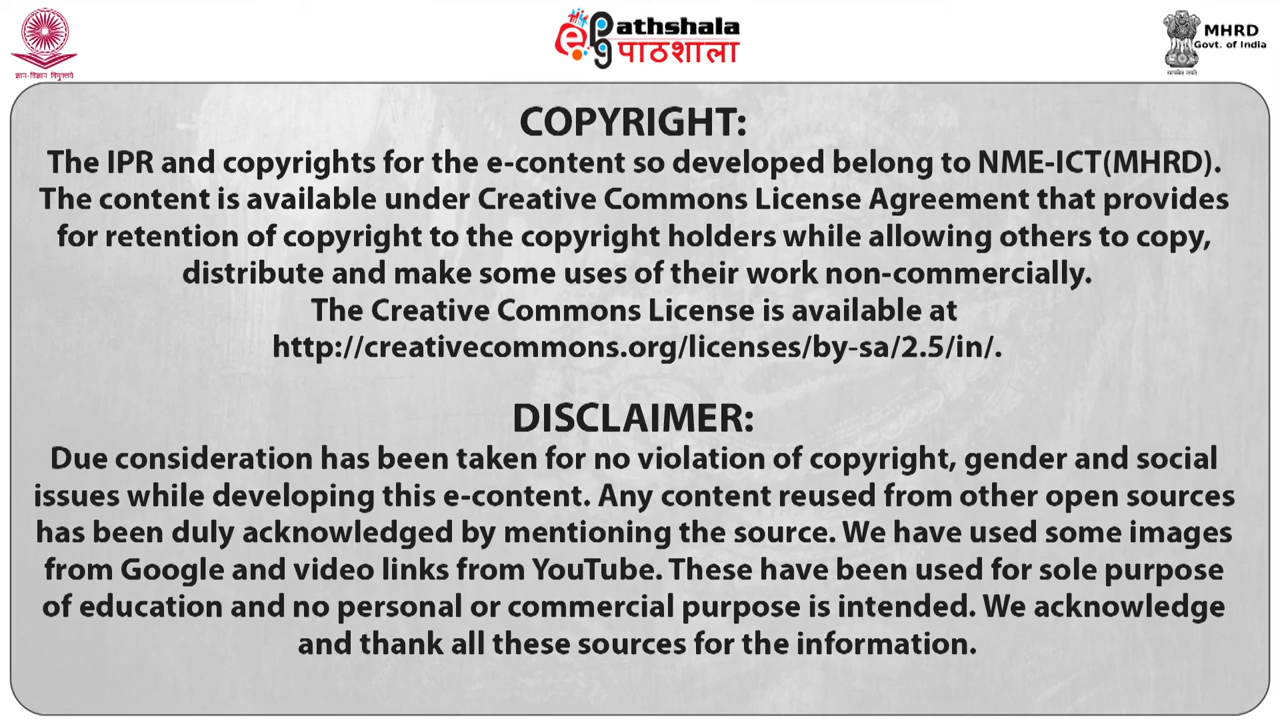 ज्ञान-विज्ञान विमुक्तये
ePathshala
पाठशाला
MHRD
Govt. of India
सत्यमेव जयते
COPYRIGHT:
The IPR and copyrights for the e-content so developed belong to NME-ICT(MHRD).
The content is available under Creative Commons License Agreement that provides
for retention of copyright to the copyright holders while allowing others to copy,
distribute and make some uses of their work non-commercially.
The Creative Commons License is available at
http://creativecommons.org/licenses/by-sa/2.5/in/.
DISCLAIMER:
Due consideration has been taken for no violation of copyright, gender and social
issues while developing this e-content. Any content reused from other open sources
has been duly acknowledged by mentioning the source. We have used some images
from Google and video links from YouTube. These have been used for sole purpose
of education and no personal or commercial purpose is intended. We acknowledge
and thank all these sources for the information.